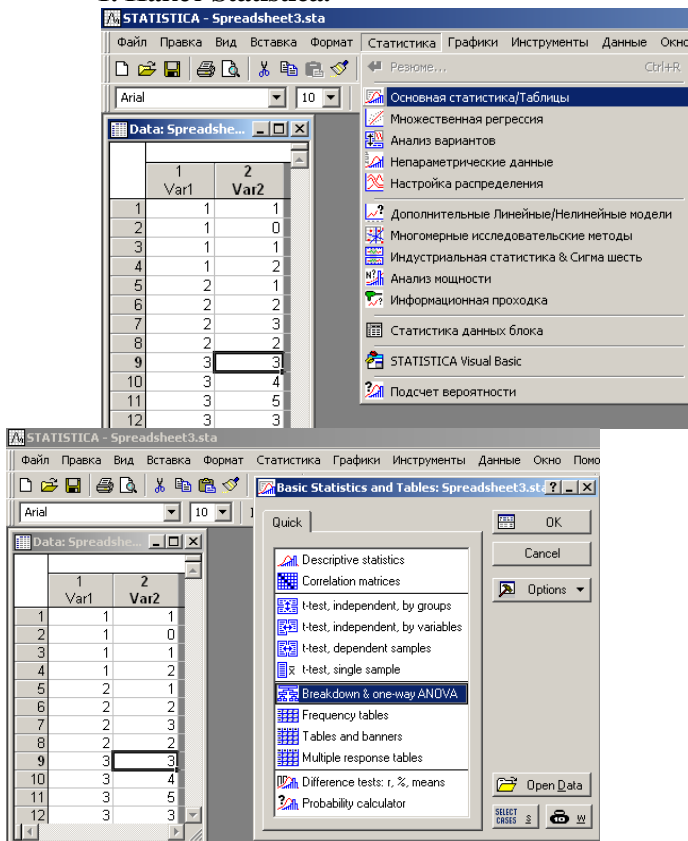 1. Пакет Statistica.
STATISTICA - Spreadsheet3.sta
Файл Правка Вид Вставка Формат Статистика Графики Инструменты Данные Окно
Резюме... Ctrl+R
Arial 10
Основная статистика/Таблицы
Множественная регрессия
Анализ вариантов
Непараметрические данные
Настройка распределения
Дополнительные Линейные/Нелинейные модели
Многомерные исследовательские методы
Индустриальная статистика & Сигма шесть
Анализ мощности
Информационная проходка
Статистика данных блока
STATISTICA Visual Basic
Подсчет вероятности
Data: Spreadshe...
1 2
Var1 Var2
1 1 1
2 1 0
3 1 1
4 1 2
5 2 1
6 2 2
7 2 3
8 2 2
9 3 3
10 3 4
11 3 5
12 3 3
STATISTICA - Spreadsheet3.sta
Файл Правка Вид Вставка Формат Статистика Графики Инструменты Данные Окно Помо
Arial 10
Data: Spreadshe...
1 2
Var1 Var2
1 1 1
2 1 0
3 1 1
4 1 2
5 2 1
6 2 2
7 2 3
8 2 2
9 3 3
10 3 4
11 3 5
12 3 3
Basic Statistics and Tables: Spreadsheet3.sta
Quick
Descriptive statistics
Correlation matrices
t-test, independent, by groups
t-test, independent, by variables
t-test, dependent samples
t-test, single sample
Breakdown & one-way ANOVA
Frequency tables
Tables and banners
Multiple response tables
Difference tests: r, %, means
Probability calculator
OK
Cancel
Options
Open Data
SELECT CASES S W